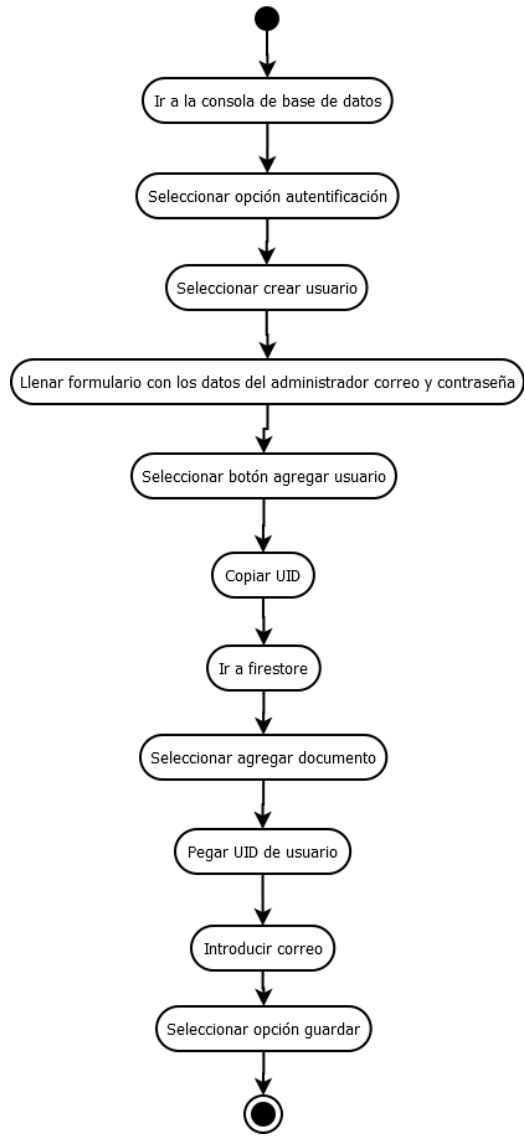 Ir a la consola de base de datos
Seleccionar opción autentificación
Seleccionar crear usuario
Llenar formulario con los datos del administrador correo y contraseña
Seleccionar botón agregar usuario
Copiar UID
Ir a firestore
Seleccionar agregar documento
Pegar UID de usuario
Introducir correo
Seleccionar opción guardar